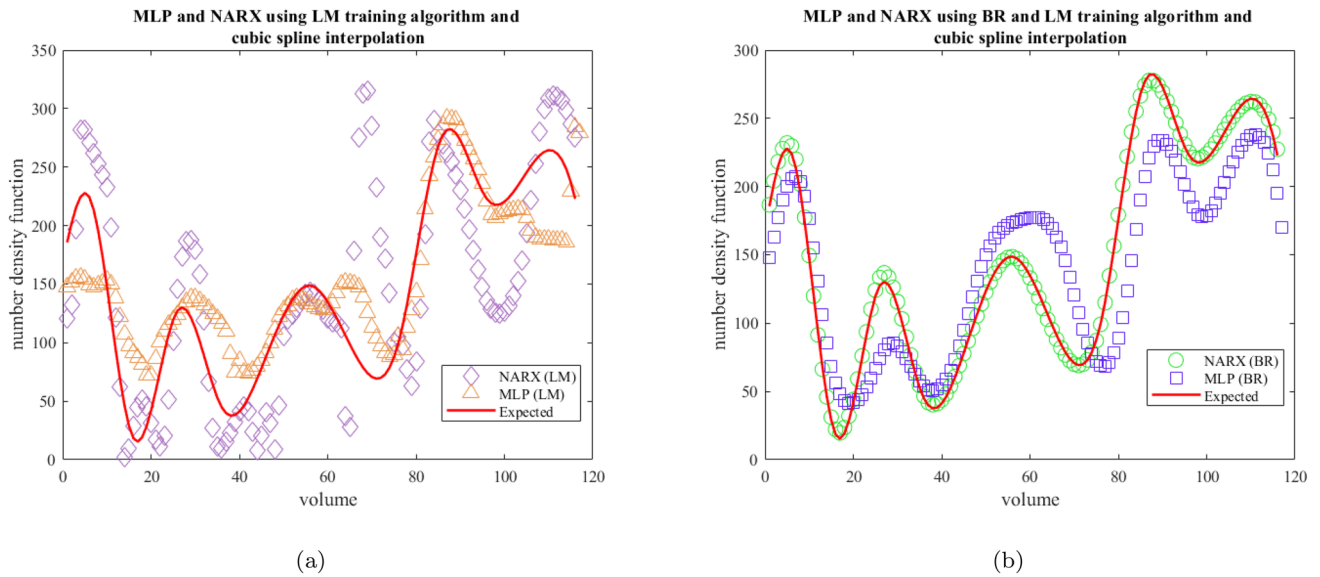 MLP and NARX using LM training algorithm and
cubic spline interpolation
350
300
250
200
150
100
50
0
number density function
0 20 40 60 80 100 120
volume
NARX (LM)
MLP (LM)
Expected
(a)
MLP and NARX using BR and LM training algorithm and
cubic spline interpolation
300
250
200
150
100
50
0
number density function
0 20 40 60 80 100 120
volume
NARX (BR)
MLP (BR)
Expected
(b)